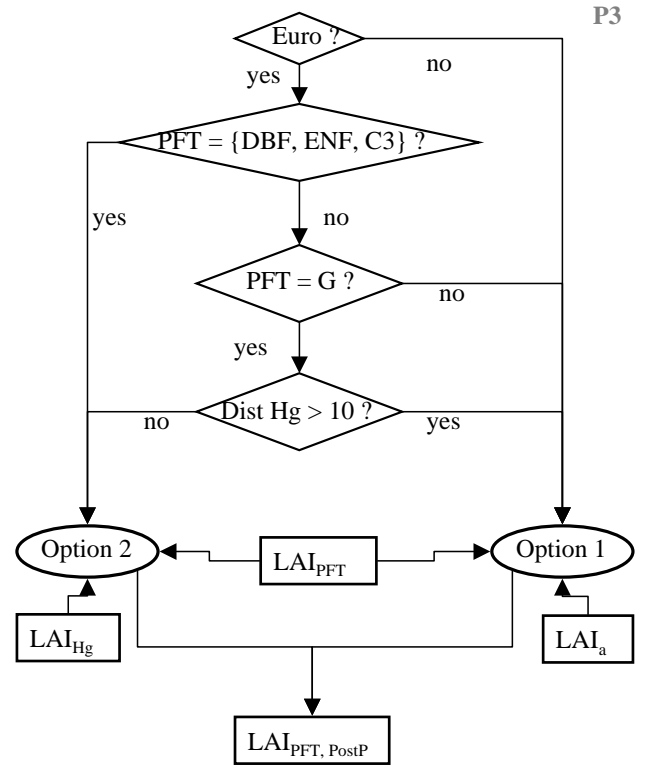 P3
Euro ?
yes
no
PFT = {DBF, ENF, C3} ?
yes
no
PFT = G ?
no
yes
Dist Hg > 10 ?
no
yes
Option 2
Option 1
LAI_PFT
LAI_Hg
LAI_a
LAI_PFT, PostP